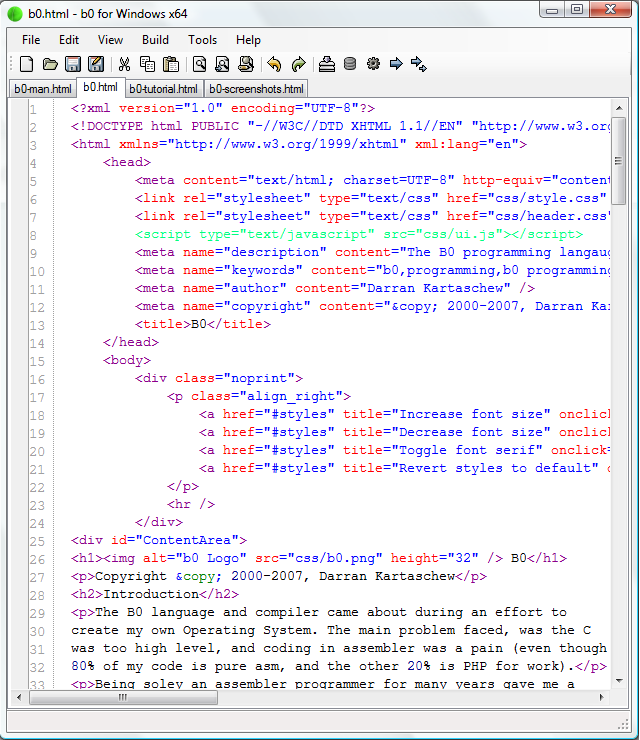 b0.html - b0 for Windows x64
File Edit View Build Tools Help
b0-man.html b0.html b0-tutorial.html b0-screenshots.html
1 <?xml version="1.0" encoding="UTF-8"?>
2 <!DOCTYPE html PUBLIC "-//W3C//DTD XHTML 1.1//EN" "http://www.w3.org
3 <html xmlns="http://www.w3.org/1999/xhtml" xml:lang="en">
4 <head>
5 <meta content="text/html; charset=UTF-8" http-equiv="content
6 <link rel="stylesheet" type="text/css" href="css/style.css"
7 <link rel="stylesheet" type="text/css" href="css/header.css"
8 <script type="text/javascript" src="css/ui.js"></script>
9 <meta name="description" content="The B0 programming langaug
10 <meta name="keywords" content="b0,programming,b0 programming
11 <meta name="author" content="Darran Kartaschew" />
12 <meta name="copyright" content="&copy; 2000-2007, Darran Kar
13 <title>B0</title>
14 </head>
15 <body>
16 <div class="noprint">
17 <p class="align_right">
18 <a href="#styles" title="Increase font size" onclick
19 <a href="#styles" title="Decrease font size" onclick
20 <a href="#styles" title="Toggle font serif" onclick=
21 <a href="#styles" title="Revert styles to default" o
22 </p>
23 <hr />
24 </div>
25 <div id="ContentArea">
26 <h1><img alt="b0 Logo" src="css/b0.png" height="32" /> B0</h1>
27 <p>Copyright &copy; 2000-2007, Darran Kartaschew</p>
28 <h2>Introduction</h2>
29 <p>The B0 language and compiler came about during an effort to
30 create my own Operating System. The main problem faced, was the C
31 was too high level, and coding in assembler was a pain (even though
32 80% of my code is pure asm, and the other 20% is PHP for work).</p>
33 <p>Being soley an assembler programmer for many years gave me a